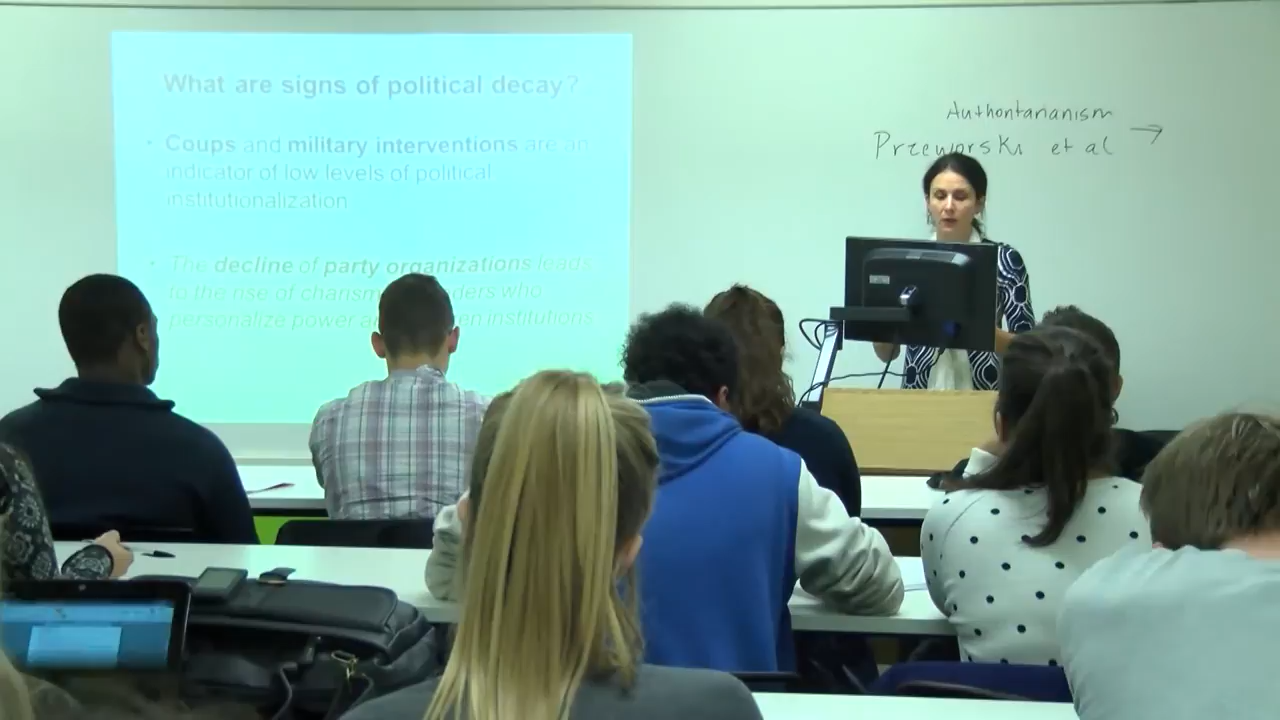 What are signs of political decay?
• Coups and military interventions are an
indicator of low levels of political
institutionalization
• The decline of party organizations leads
to the rise of charism ders who
personalize power a en institutions
Authoritarianism
Przeworski et al →